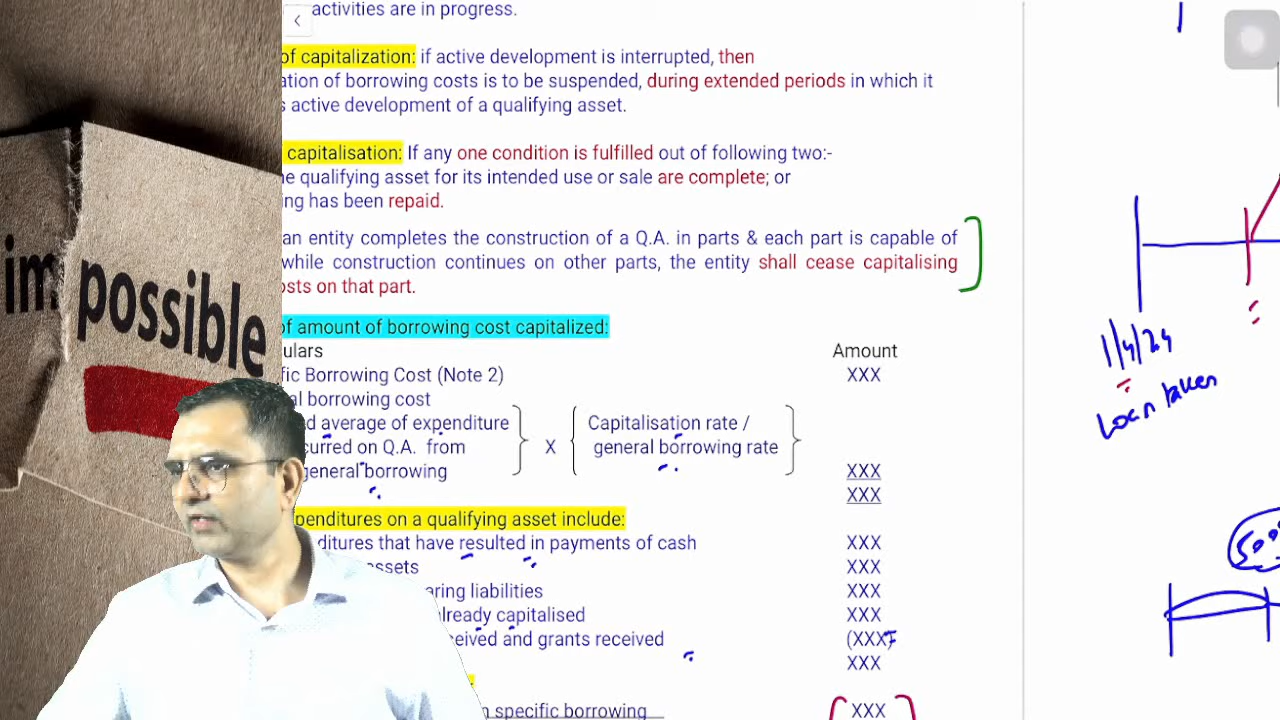 activities are in progress.
of capitalization: if active development is interrupted, then
ation of borrowing costs is to be suspended, during extended periods in which it
s active development of a qualifying asset.
capitalisation: If any one condition is fulfilled out of following two:-
he qualifying asset for its intended use or sale are complete; or
ing has been repaid.
an entity completes the construction of a Q.A. in parts & each part is capable of
while construction continues on other parts, the entity shall cease capitalising
osts on that part.
of amount of borrowing cost capitalized:
ulars Amount
fic Borrowing Cost (Note 2) XXX
al borrowing cost
d average of expenditure Capitalisation rate /
curred on Q.A. from X general borrowing rate
general borrowing XXX
XXX
penditures on a qualifying asset include:
ditures that have resulted in payments of cash XXX
assets XXX
aring liabilities XXX
already capitalised XXX
ceived and grants received (XXX)
XXX
n specific borrowing XXX
impossible
1/4/24
Loan taken